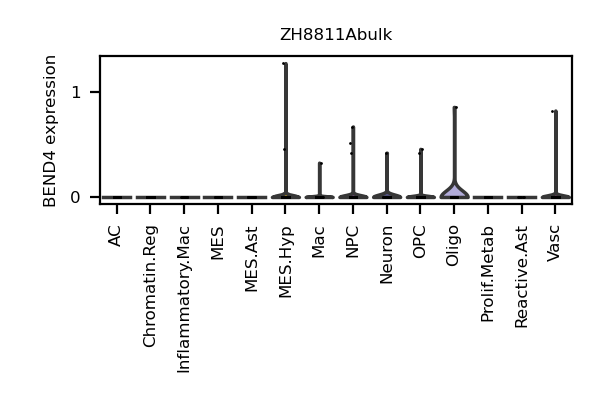 ZH8811Abulk
BEND4 expression
1
0
AC
Chromatin.Reg
Inflammatory.Mac
MES
MES.Ast
MES.Hyp
Mac
NPC
Neuron
OPC
Oligo
Prolif.Metab
Reactive.Ast
Vasc